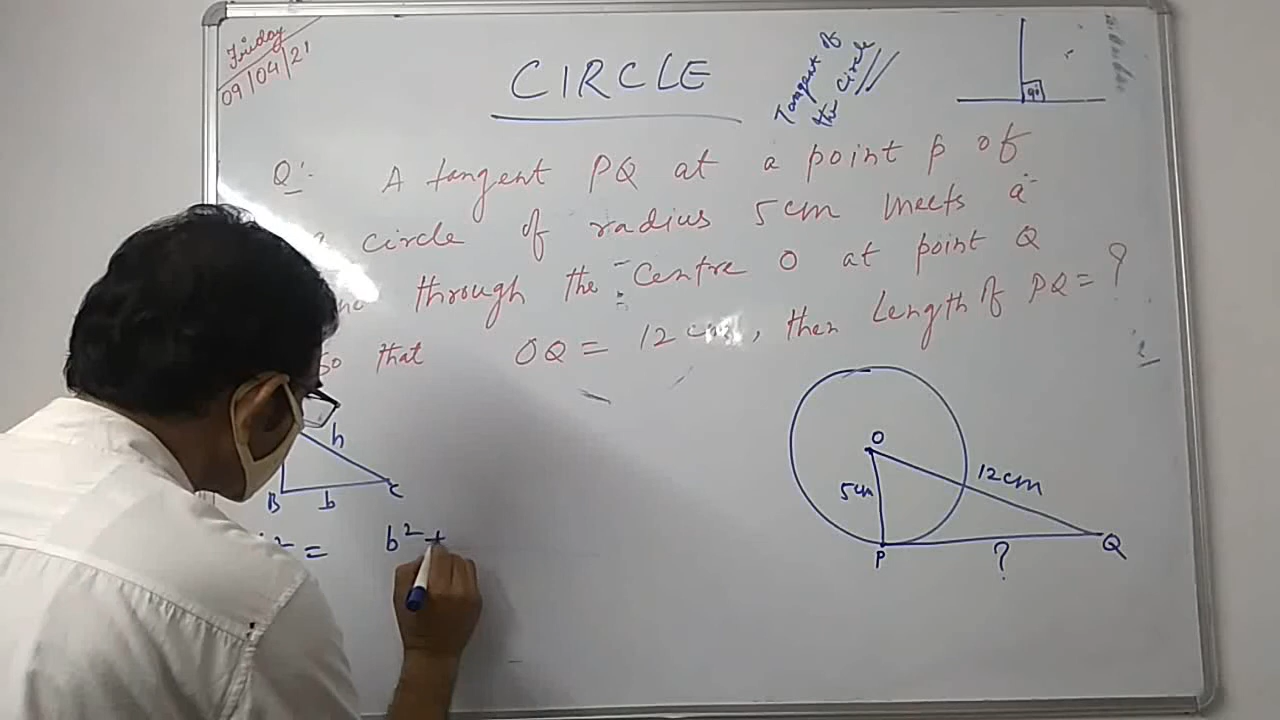 Friday
09/04/21
CIRCLE
Tangent of
the circle
90
Q:- A tangent PQ at a point P of
circle of radius 5cm meets a
through the centre O at point Q
so that OQ = 12 cm, then length of PQ = ?
h
B b C
² = b² +
O
5cm
12cm
P
?
Q